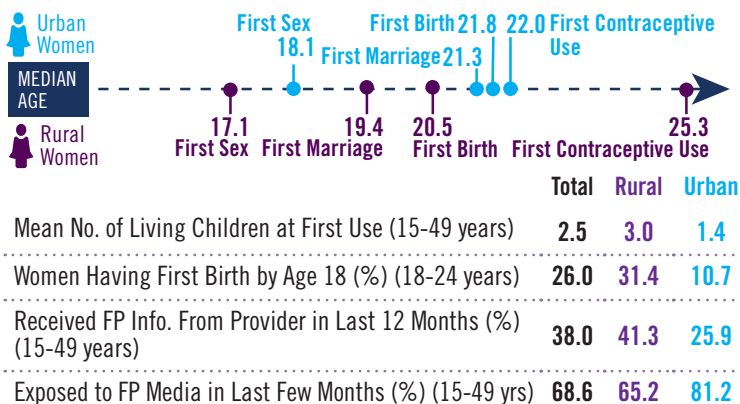 Urban
Women
First Sex
18.1
First Marriage 21.3
First Birth 21.8
22.0 First Contraceptive
Use
MEDIAN
AGE
Rural
Women
17.1
First Sex
19.4
First Marriage
20.5
First Birth
25.3
First Contraceptive Use
Total Rural Urban
Mean No. of Living Children at First Use (15-49 years) 2.5 3.0 1.4
Women Having First Birth by Age 18 (%) (18-24 years) 26.0 31.4 10.7
Received FP Info. From Provider in Last 12 Months (%)
(15-49 years) 38.0 41.3 25.9
Exposed to FP Media in Last Few Months (%) (15-49 yrs) 68.6 65.2 81.2